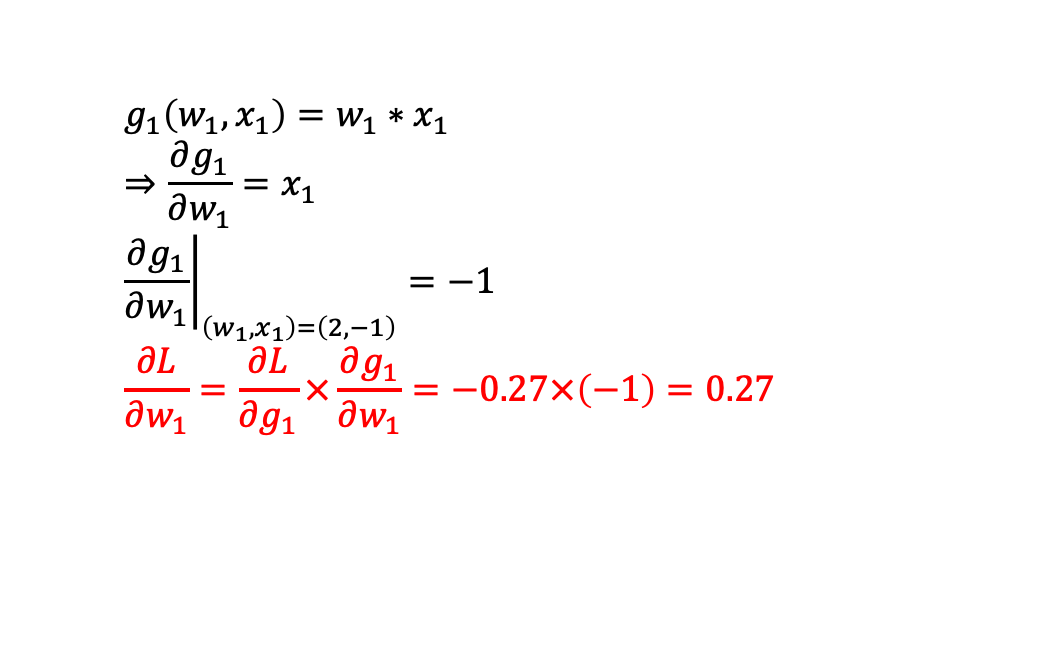 g₁(w₁, x₁) = w₁ * x₁
⇒ ∂g₁/∂w₁ = x₁
∂g₁/∂w₁|₍w₁,x₁₎₌₍₂,₋₁₎ = −1
∂L/∂w₁ = ∂L/∂g₁ × ∂g₁/∂w₁ = −0.27×(−1) = 0.27